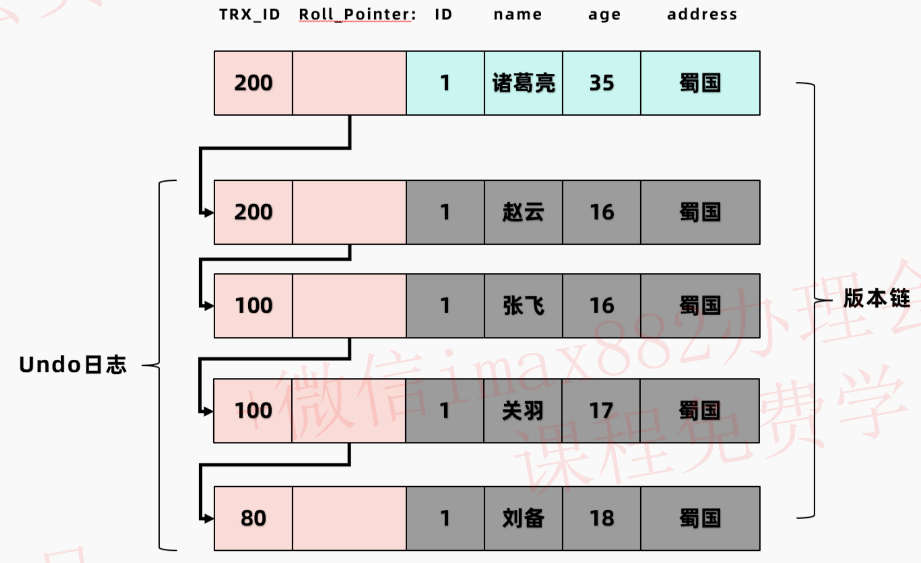 TRX_ID Roll_Pointer: ID name age address
200 1 诸葛亮 35 蜀国
200 1 赵云 16 蜀国
100 1 张飞 16 蜀国
版本链
Undo日志
100 1 关羽 17 蜀国
80 1 刘备 18 蜀国
+微信imax882办理会
课程免费学
员